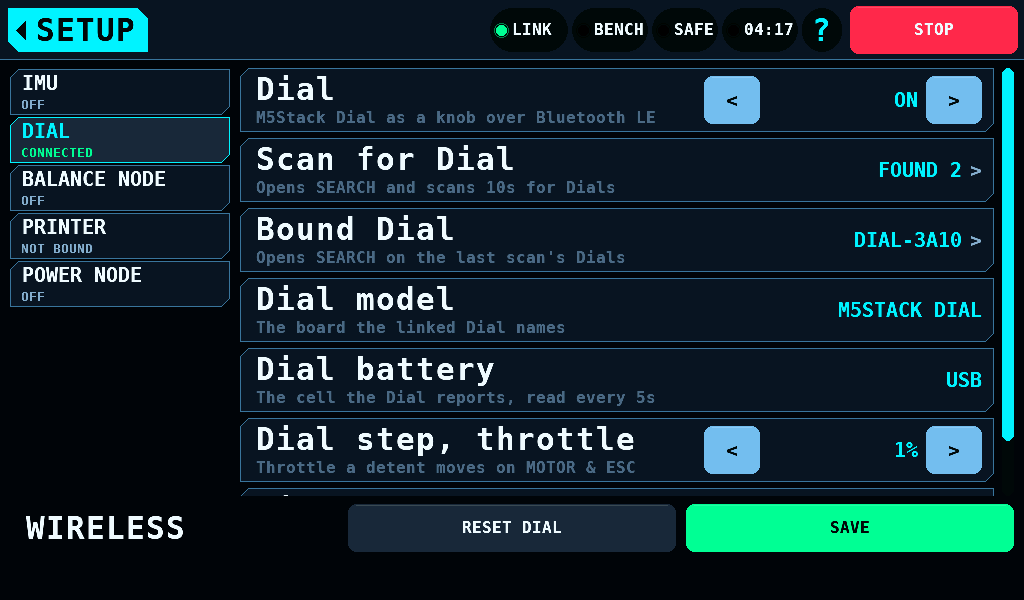 SETUP
LINK
BENCH
SAFE
04:17
?
STOP
IMU
OFF
DIAL
CONNECTED
BALANCE NODE
OFF
PRINTER
NOT BOUND
POWER NODE
OFF
Dial
M5Stack Dial as a knob over Bluetooth LE
<
ON
>
Scan for Dial
Opens SEARCH and scans 10s for Dials
FOUND 2 >
Bound Dial
Opens SEARCH on the last scan's Dials
DIAL-3A10 >
Dial model
The board the linked Dial names
M5STACK DIAL
Dial battery
The cell the Dial reports, read every 5s
USB
Dial step, throttle
Throttle a detent moves on MOTOR & ESC
<
1%
>
WIRELESS
RESET DIAL
SAVE